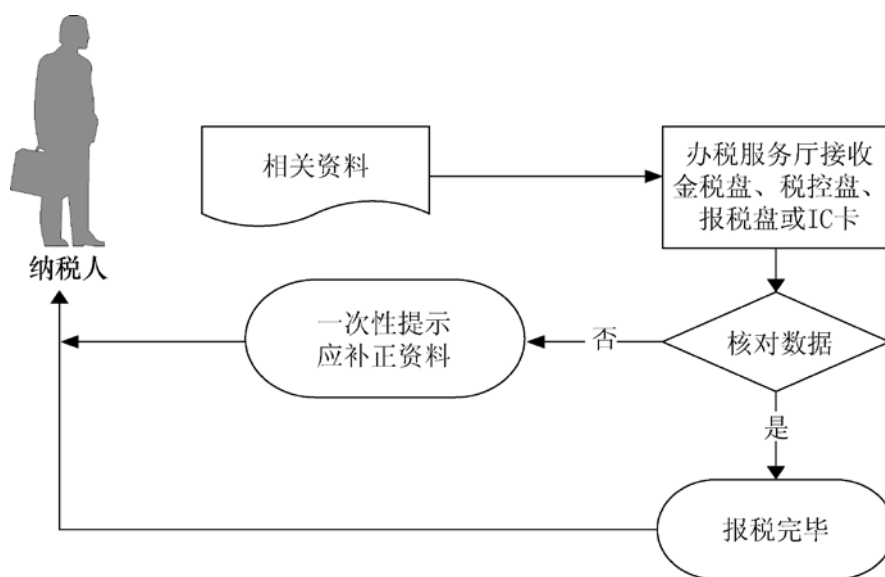 相关资料
办税服务厅接收
金税盘、税控盘、
报税盘或IC卡
纳税人
一次性提示
应补正资料
否
核对数据
是
报税完毕